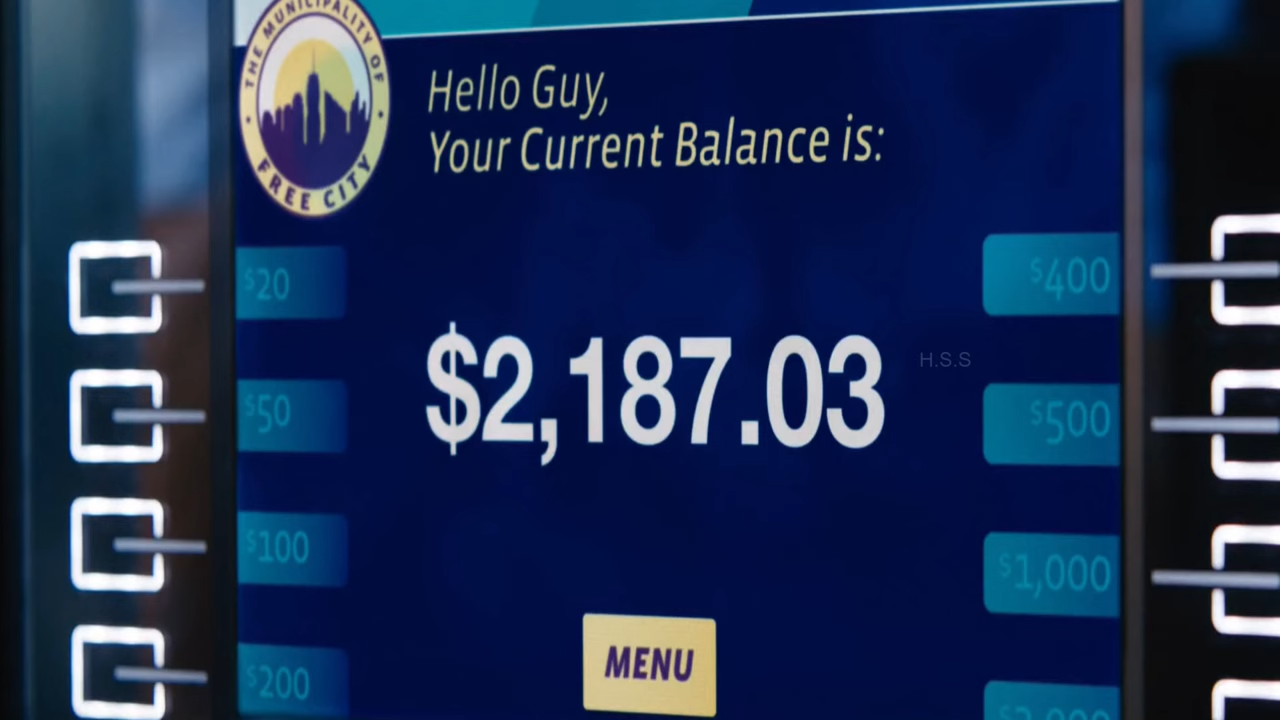 THE MUNICIPALITY OF
FREE CITY
Hello Guy,
Your Current Balance is:
$20
$400
$2,187.03
H.S.S
$50
$500
$100
$1,000
MENU
$200